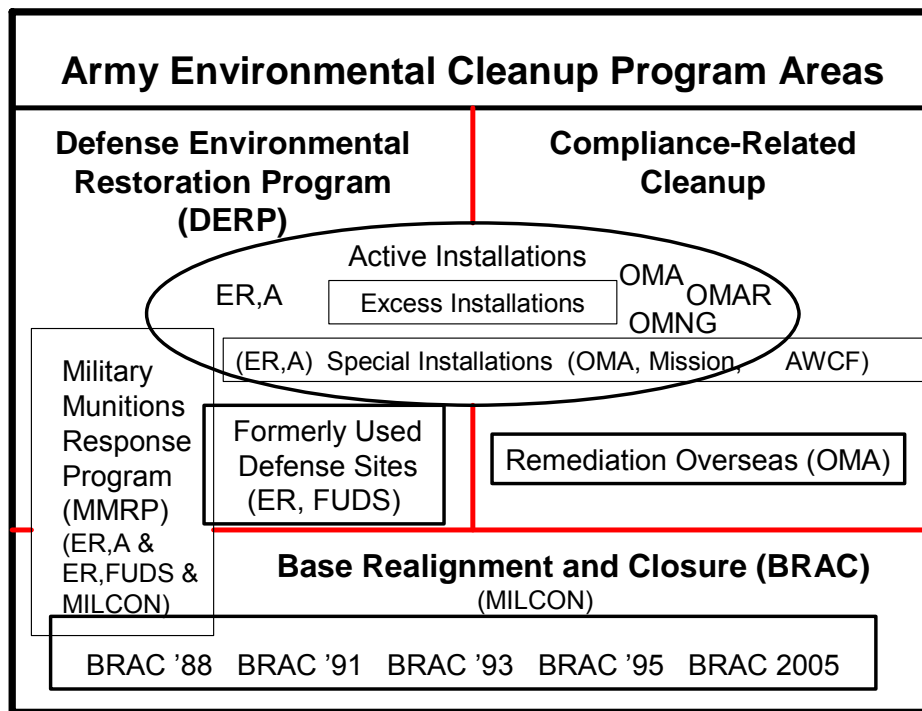 Army Environmental Cleanup Program Areas
Defense Environmental
Restoration Program
(DERP)
Compliance-Related
Cleanup
Active Installations
ER,A
Excess Installations
OMA
OMAR
OMNG
(ER,A) Special Installations (OMA, Mission, AWCF)
Military
Munitions
Response
Program
(MMRP)
(ER,A &
ER,FUDS &
MILCON)
Formerly Used
Defense Sites
(ER, FUDS)
Remediation Overseas (OMA)
Base Realignment and Closure (BRAC)
(MILCON)
BRAC ’88 BRAC ’91 BRAC ’93 BRAC ’95 BRAC 2005